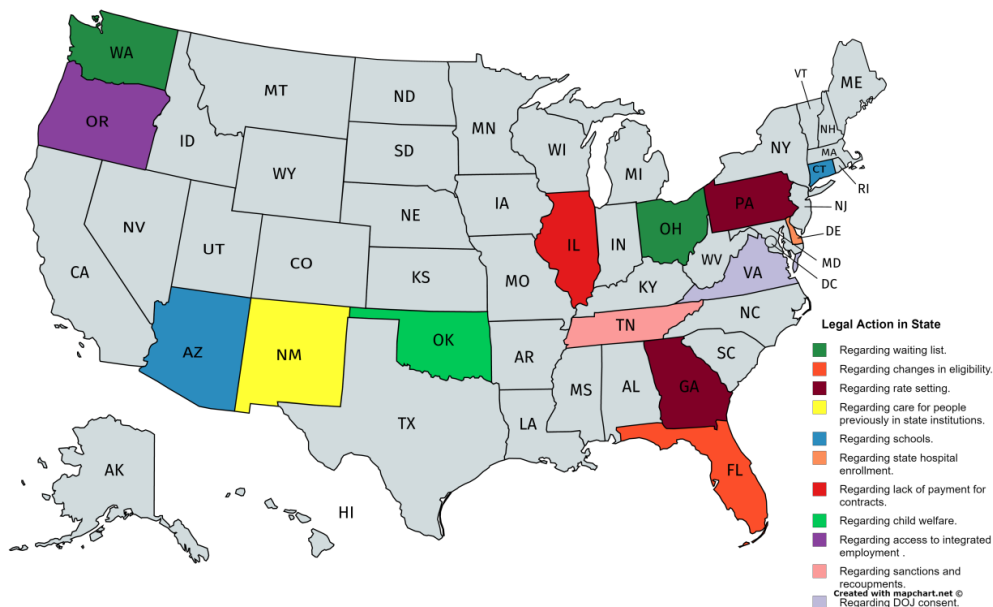 WA
OR
CA
NV
ID
MT
WY
UT
AZ
CO
NM
ND
SD
NE
KS
OK
TX
MN
IA
MO
AR
LA
WI
IL
MI
IN
OH
KY
TN
MS
AL
GA
FL
SC
NC
VA
WV
PA
NY
VT
NH
ME
MA
CT
RI
NJ
DE
MD
DC
AK
HI
Legal Action in State
Regarding waiting list.
Regarding changes in eligibility.
Regarding rate setting.
Regarding care for people
previously in state institutions.
Regarding schools.
Regarding state hospital
enrollment.
Regarding lack of payment for
contracts.
Regarding child welfare.
Regarding access to integrated
employment .
Regarding sanctions and
recoupments.
Created with mapchart.net ©
Regarding DOJ consent.